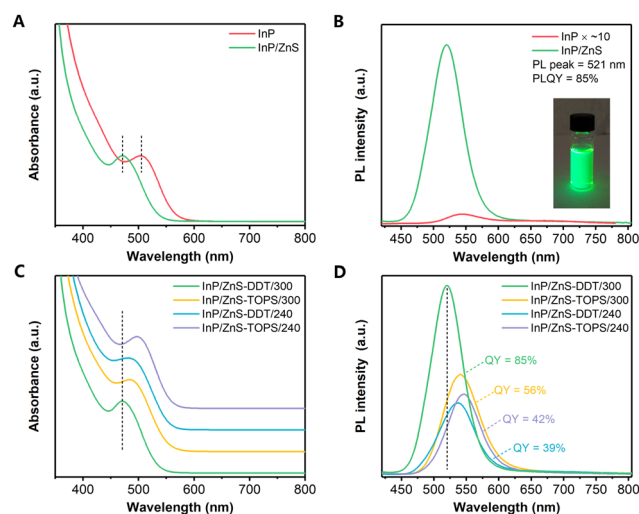 A
InP
InP/ZnS
Absorbance (a.u.)
400 500 600 700 800
Wavelength (nm)
B
InP × ~10
InP/ZnS
PL peak = 521 nm
PLQY = 85%
PL intensity (a.u.)
450 500 550 600 650 700 750 800
Wavelength (nm)
C
InP/ZnS-DDT/300
InP/ZnS-TOPS/300
InP/ZnS-DDT/240
InP/ZnS-TOPS/240
Absorbance (a.u.)
400 500 600 700 800
Wavelength (nm)
D
InP/ZnS-DDT/300
InP/ZnS-TOPS/300
InP/ZnS-DDT/240
InP/ZnS-TOPS/240
QY = 85%
QY = 56%
QY = 42%
QY = 39%
PL intensity (a.u.)
450 500 550 600 650 700 750 800
Wavelength (nm)